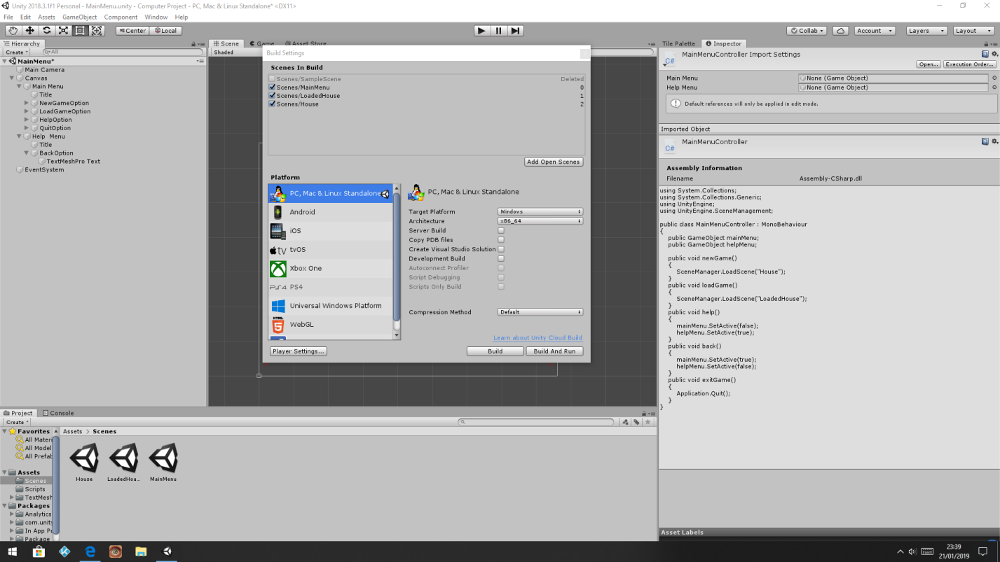 Unity 2018.3.1f1 Personal - MainMenu.unity - Computer Project - PC, Mac & Linux Standalone* <DX11>
File Edit Assets GameObject Component Window Help
Center Local Collab Account Layers Layout
Hierarchy Scene Game Asset Store Tile Palette Inspector
Create All
Shaded
MainMenu*
Main Camera
Canvas
Main Menu
Title
NewGameOption
LoadGameOption
HelpOption
QuitOption
Help Menu
Title
BackOption
TextMeshPro Text
EventSystem
Build Settings
Scenes In Build
Scenes/SampleScene Deleted
Scenes/MainMenu 0
Scenes/LoadedHouse 1
Scenes/House 2
Add Open Scenes
Platform
PC, Mac & Linux Standalone
Android
iOS
tvOS
Xbox One
PS4
Universal Windows Platform
HTML
WebGL
PC, Mac & Linux Standalone
Target Platform Windows
Architecture x86_64
Server Build
Copy PDB files
Create Visual Studio Solution
Development Build
Autoconnect Profiler
Script Debugging
Scripts Only Build
Compression Method Default
Learn about Unity Cloud Build
Player Settings... Build Build And Run
C#
MainMenuController Import Settings
Open... Execution Order...
Main Menu None (Game Object)
Help Menu None (Game Object)
Default references will only be applied in edit mode.
Imported Object
C#
MainMenuController
Assembly Information
Filename Assembly-CSharp.dll
using System.Collections;
using System.Collections.Generic;
using UnityEngine;
using UnityEngine.SceneManagement;
public class MainMenuController : MonoBehaviour
{
public GameObject mainMenu;
public GameObject helpMenu;
public void newGame()
{
SceneManager.LoadScene("House");
}
public void loadGame()
{
SceneManager.LoadScene("LoadedHouse");
}
public void help()
{
mainMenu.SetActive(false);
helpMenu.SetActive(true);
}
public void back()
{
mainMenu.SetActive(true);
helpMenu.SetActive(false);
}
public void exitGame()
{
Application.Quit();
}
}
Asset Labels
Project Console
Create
Favorites
All Mater
All Model
All Prefab
Assets
Scenes
Scripts
TextMesh
Packages
Analytics
com.unity
In App Pu
Package
Assets > Scenes
House LoadedHou... MainMenu
23:39
21/01/2019